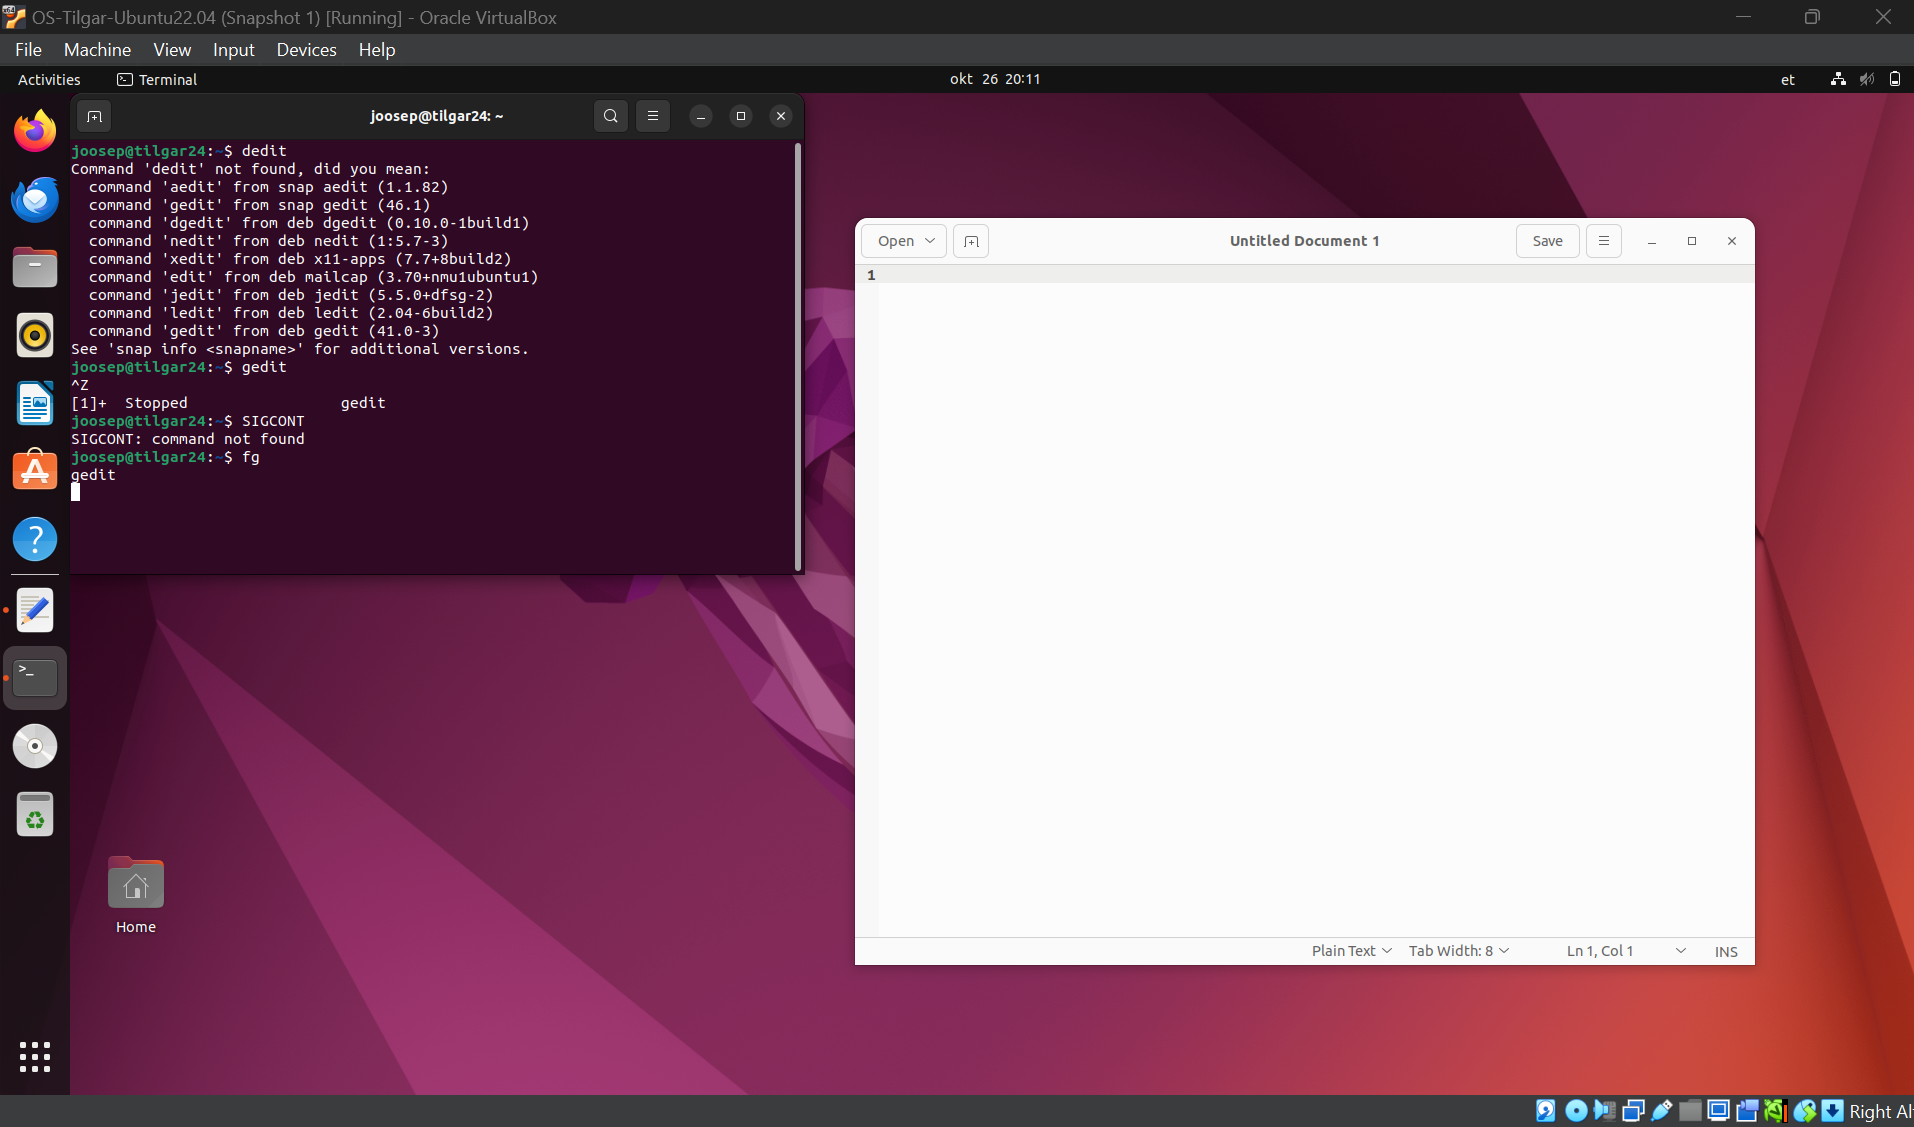 OS-Tilgar-Ubuntu22.04 (Snapshot 1) [Running] - Oracle VirtualBox
File Machine View Input Devices Help
Activities Terminal okt 26 20:11 et
joosep@tilgar24: ~
joosep@tilgar24:~$ dedit
Command 'dedit' not found, did you mean:
  command 'aedit' from snap aedit (1.1.82)
  command 'gedit' from snap gedit (46.1)
  command 'dgedit' from deb dgedit (0.10.0-1build1)
  command 'nedit' from deb nedit (1:5.7-3)
  command 'xedit' from deb x11-apps (7.7+8build2)
  command 'edit' from deb mailcap (3.70+nmu1ubuntu1)
  command 'jedit' from deb jedit (5.5.0+dfsg-2)
  command 'ledit' from deb ledit (2.04-6build2)
  command 'gedit' from deb gedit (41.0-3)
See 'snap info <snapname>' for additional versions.
joosep@tilgar24:~$ gedit
^Z
[1]+  Stopped                 gedit
joosep@tilgar24:~$ SIGCONT
SIGCONT: command not found
joosep@tilgar24:~$ fg
gedit
Open Untitled Document 1 Save
1
Plain Text Tab Width: 8 Ln 1, Col 1 INS
Home
Right Al